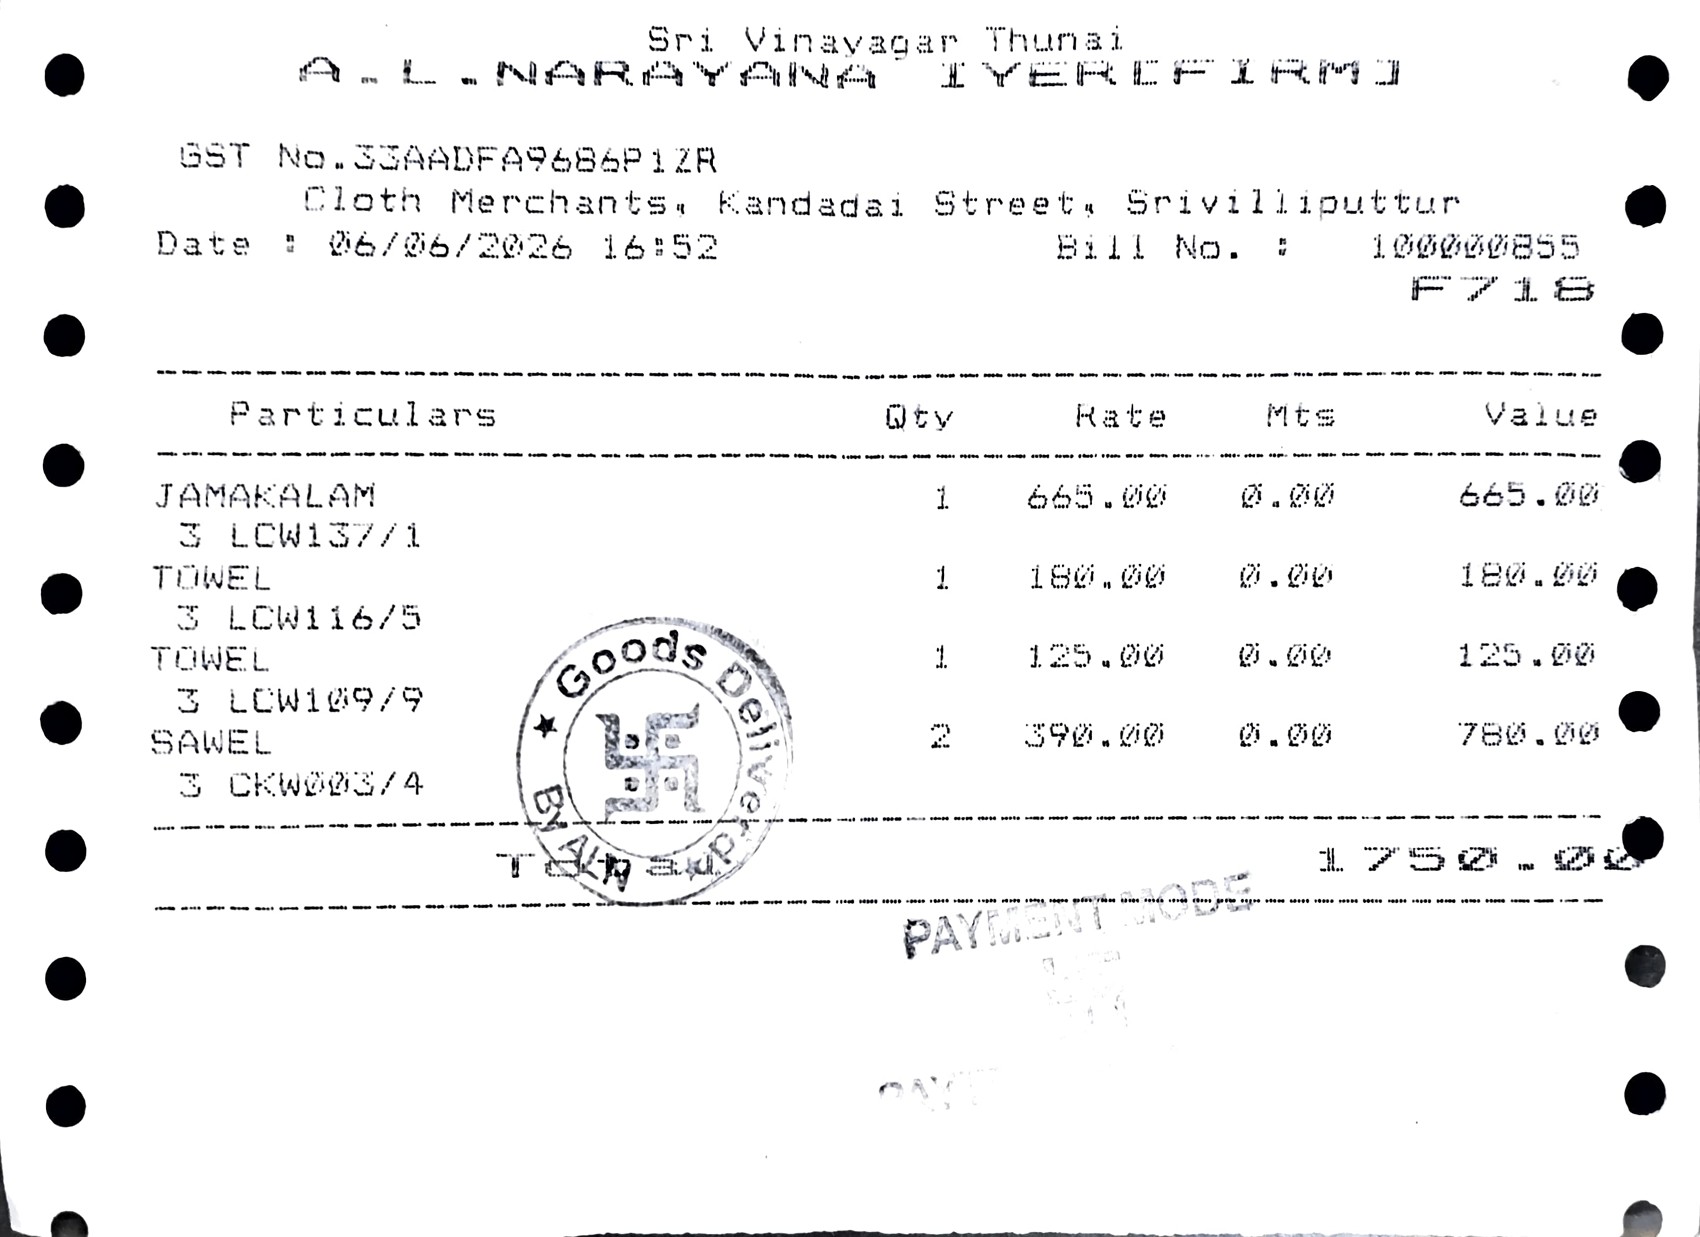 Sri Vinayagar Thunai
A.L.NARAYANA IYER[FIRM]
GST No.33AADFA9686P1ZR
Cloth Merchants, Kandadai Street, Srivilliputtur
Date : 06/06/2026 16:52 Bill No. : 100000855
F718
Particulars Qty Rate Mts Value
JAMAKALAM 1 665.00 0.00 665.00
3 LCW137/1
TOWEL 1 180.00 0.00 180.00
3 LCW116/5
TOWEL 1 125.00 0.00 125.00
3 LCW109/9
SAWEL 2 390.00 0.00 780.00
3 CKW003/4
★ Goods Deliverd ★ By ALN
Total 1750.00
PAYMENT MODE